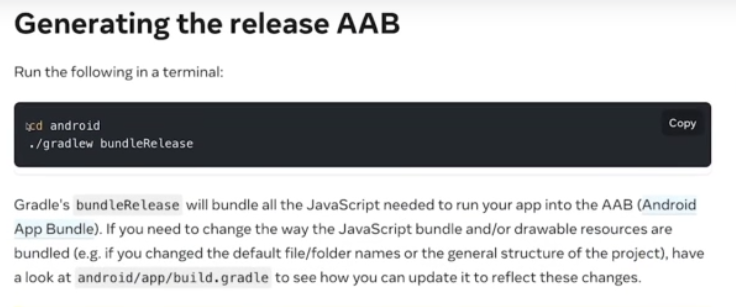 Generating the release AAB
Run the following in a terminal:
Copy
cd android
./gradlew bundleRelease
Gradle's bundleRelease will bundle all the JavaScript needed to run your app into the AAB (Android
App Bundle). If you need to change the way the JavaScript bundle and/or drawable resources are
bundled (e.g. if you changed the default file/folder names or the general structure of the project), have
a look at android/app/build.gradle to see how you can update it to reflect these changes.